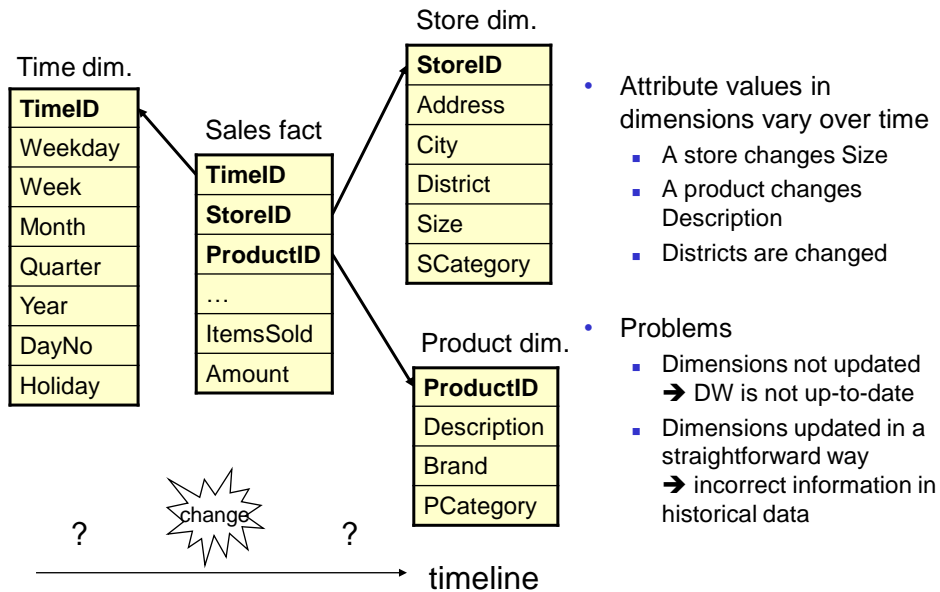 Time dim.
TimeID
Weekday
Week
Month
Quarter
Year
DayNo
Holiday
Sales fact
TimeID
StoreID
ProductID
…
ItemsSold
Amount
Store dim.
StoreID
Address
City
District
Size
SCategory
Product dim.
ProductID
Description
Brand
PCategory
? change ?
timeline
• Attribute values in
dimensions vary over time
▪ A store changes Size
▪ A product changes
Description
▪ Districts are changed
• Problems
▪ Dimensions not updated
➔ DW is not up-to-date
▪ Dimensions updated in a
straightforward way
➔ incorrect information in
historical data